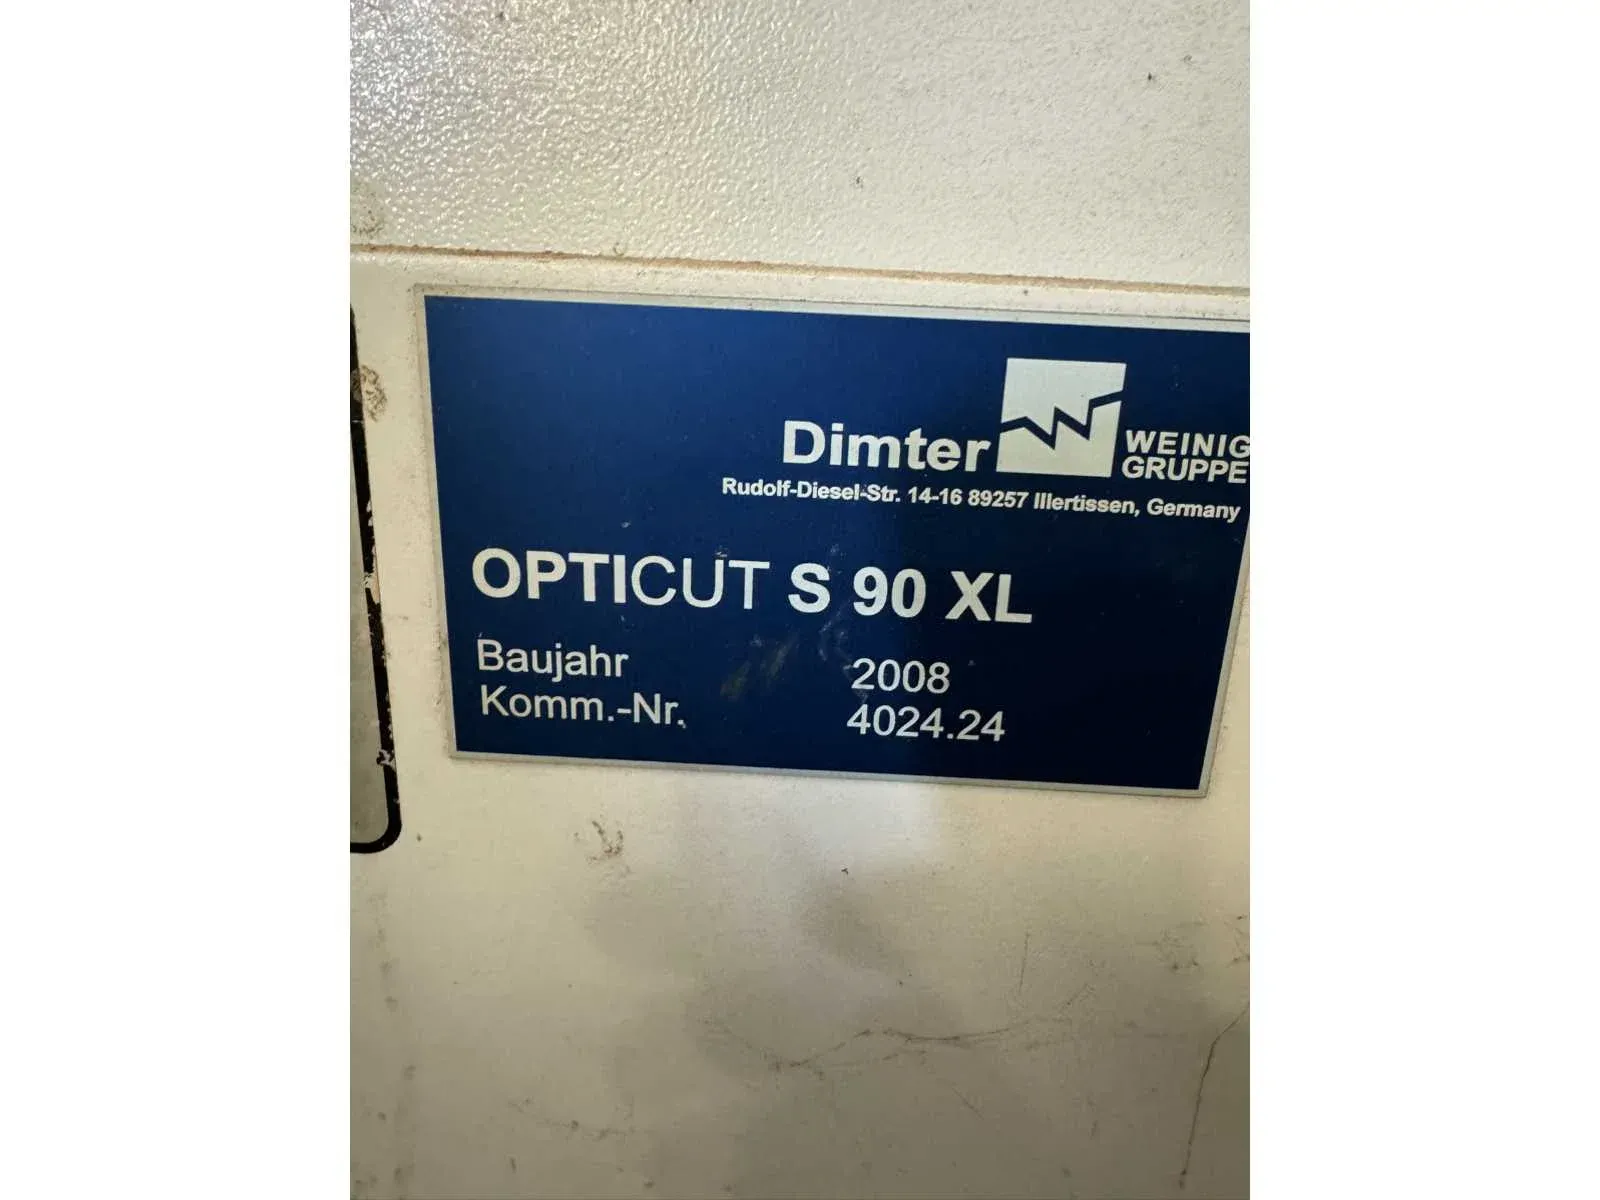 Dimter WEINIG
GRUPPE
Rudolf-Diesel-Str. 14-16 89257 Illertissen, Germany
OPTICUT S 90 XL
Baujahr 2008
Komm.-Nr. 4024.24